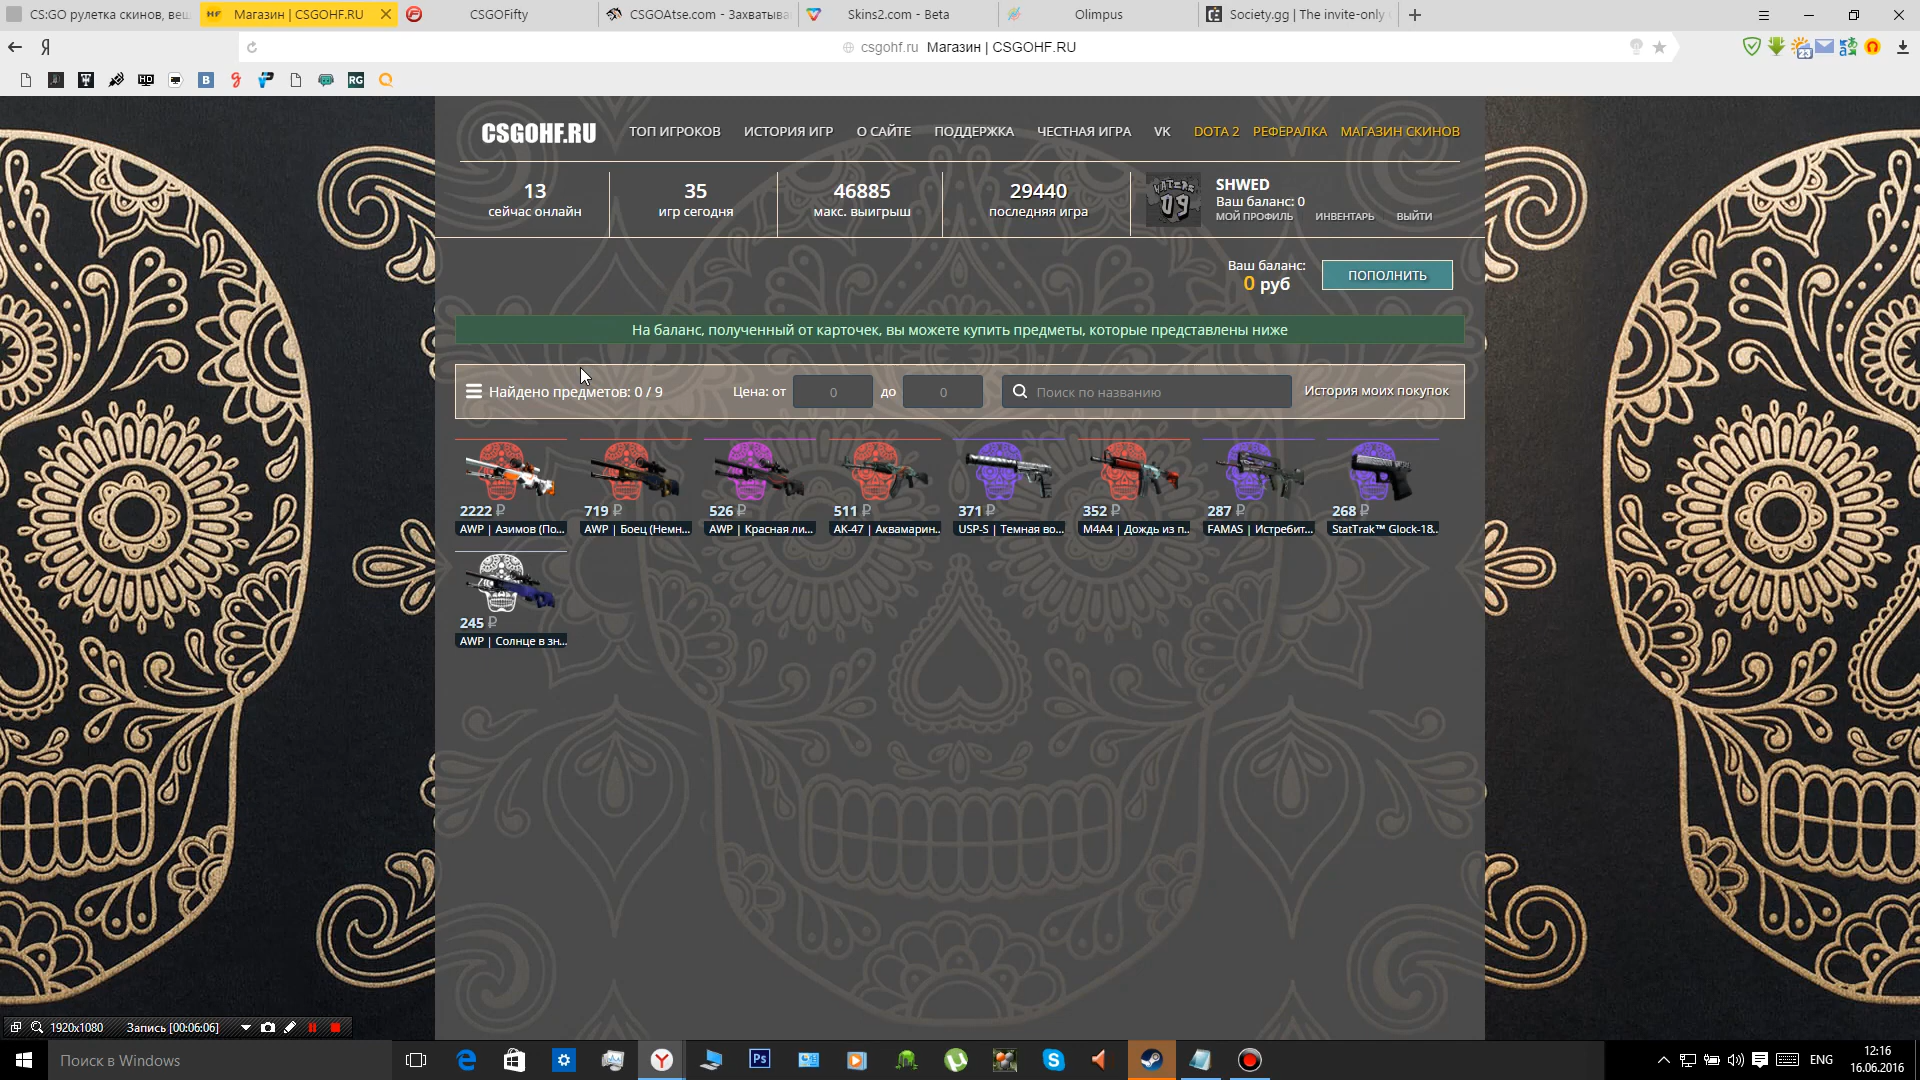 CS:GO рулетка скинов, вещ
Магазин | CSGOHF.RU
CSGOFifty
CSGOAtse.com - Захватыва
Skins2.com - Beta
Olimpus
Society.gg | The invite-only
csgohf.ru Магазин | CSGOHF.RU
CSGOHF.RU
ТОП ИГРОКОВ
ИСТОРИЯ ИГР
О САЙТЕ
ПОДДЕРЖКА
ЧЕСТНАЯ ИГРА
VK
DOTA 2
РЕФЕРАЛКА
МАГАЗИН СКИНОВ
13
сейчас онлайн
35
игр сегодня
46885
макс. выигрыш
29440
последняя игра
SHWED
Ваш баланс: 0
МОЙ ПРОФИЛЬ ИНВЕНТАРЬ ВЫЙТИ
Ваш баланс:
0 руб
ПОПОЛНИТЬ
На баланс, полученный от карточек, вы можете купить предметы, которые представлены ниже
Найдено предметов: 0 / 9
Цена: от 0 до 0
Поиск по названию
История моих покупок
2222 ₽
AWP | Азимов (По...
719 ₽
AWP | Боец (Немн...
526 ₽
AWP | Красная ли...
511 ₽
AK-47 | Аквамарин...
371 ₽
USP-S | Темная во...
352 ₽
M4A4 | Дождь из п...
287 ₽
FAMAS | Истребит...
268 ₽
StatTrak™ Glock-18...
245 ₽
AWP | Солнце в зн...
1920x1080 Запись [00:06:06]
Поиск в Windows
ENG
12:16
16.06.2016